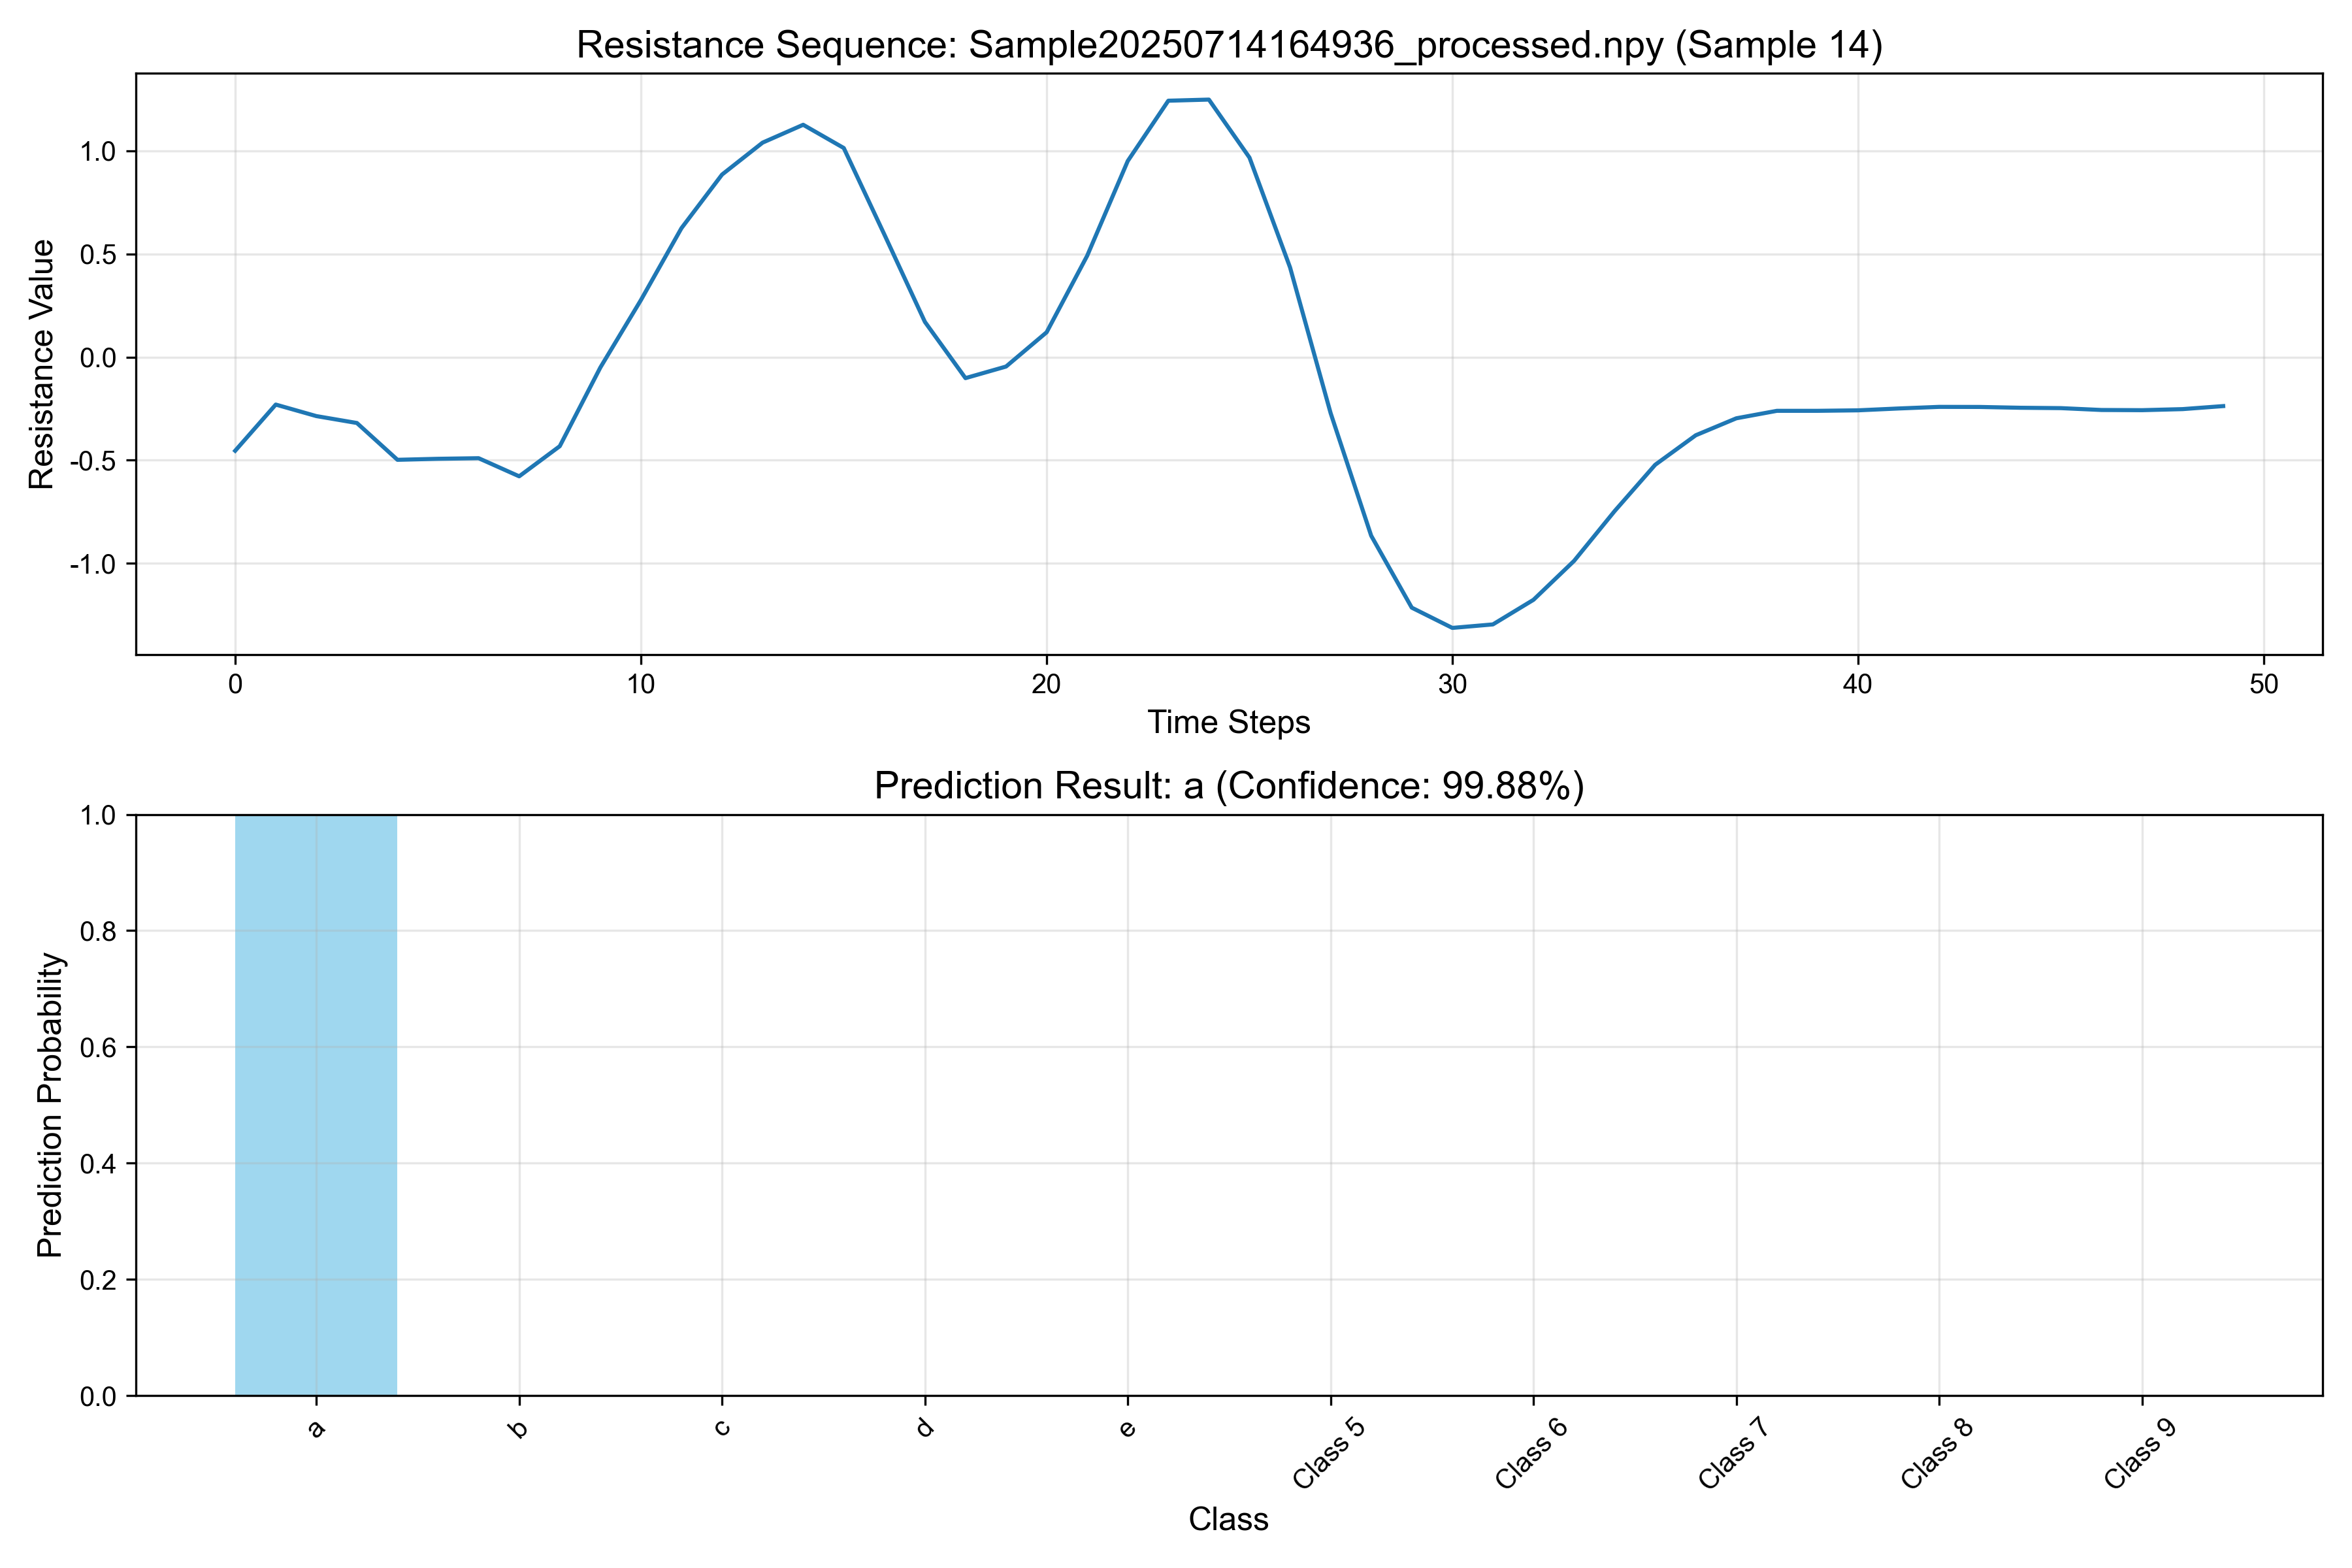 Resistance Sequence: Sample20250714164936_processed.npy (Sample 14)
Resistance Value
1.0
0.5
0.0
-0.5
-1.0
0 10 20 30 40 50
Time Steps
Prediction Result: a (Confidence: 99.88%)
Prediction Probability
1.0
0.8
0.6
0.4
0.2
0.0
a b c d e Class 5 Class 6 Class 7 Class 8 Class 9
Class